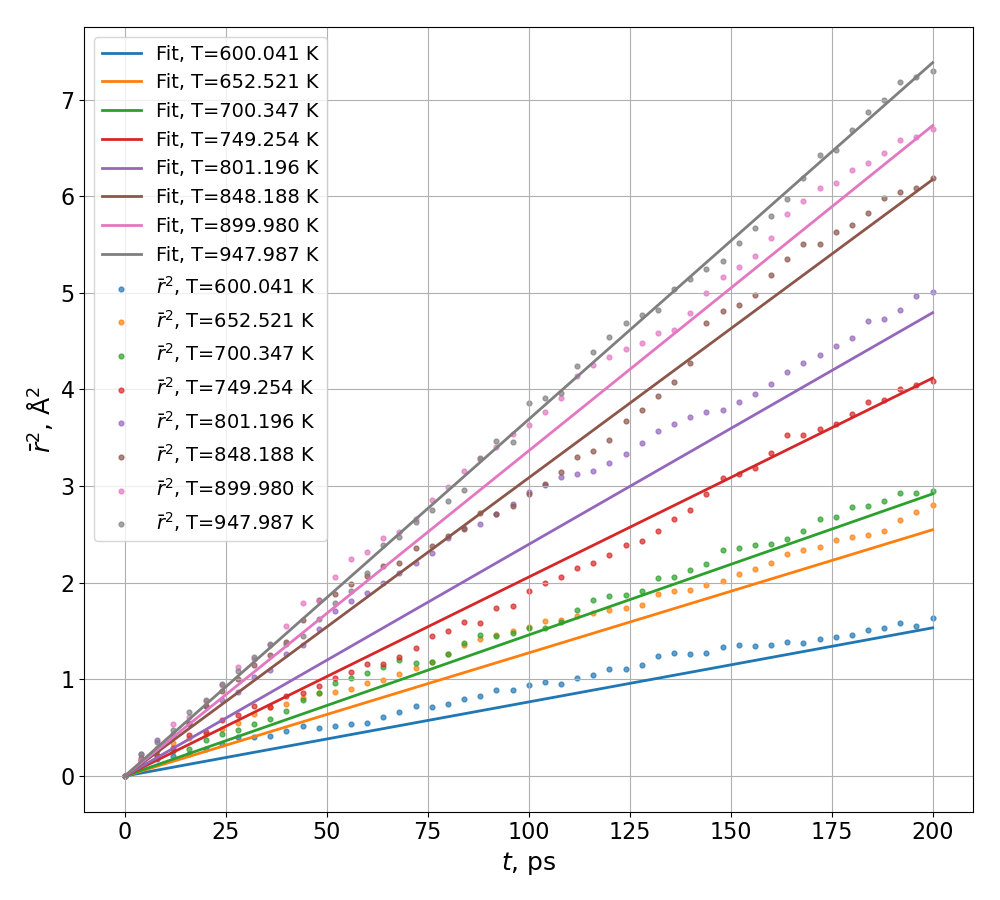 Fit, T=600.041 K
Fit, T=652.521 K
Fit, T=700.347 K
Fit, T=749.254 K
Fit, T=801.196 K
Fit, T=848.188 K
Fit, T=899.980 K
Fit, T=947.987 K
r̄², T=600.041 K
r̄², T=652.521 K
r̄², T=700.347 K
r̄², T=749.254 K
r̄², T=801.196 K
r̄², T=848.188 K
r̄², T=899.980 K
r̄², T=947.987 K
7
6
5
4
3
2
1
0
r̄², Å²
0 25 50 75 100 125 150 175 200
t, ps